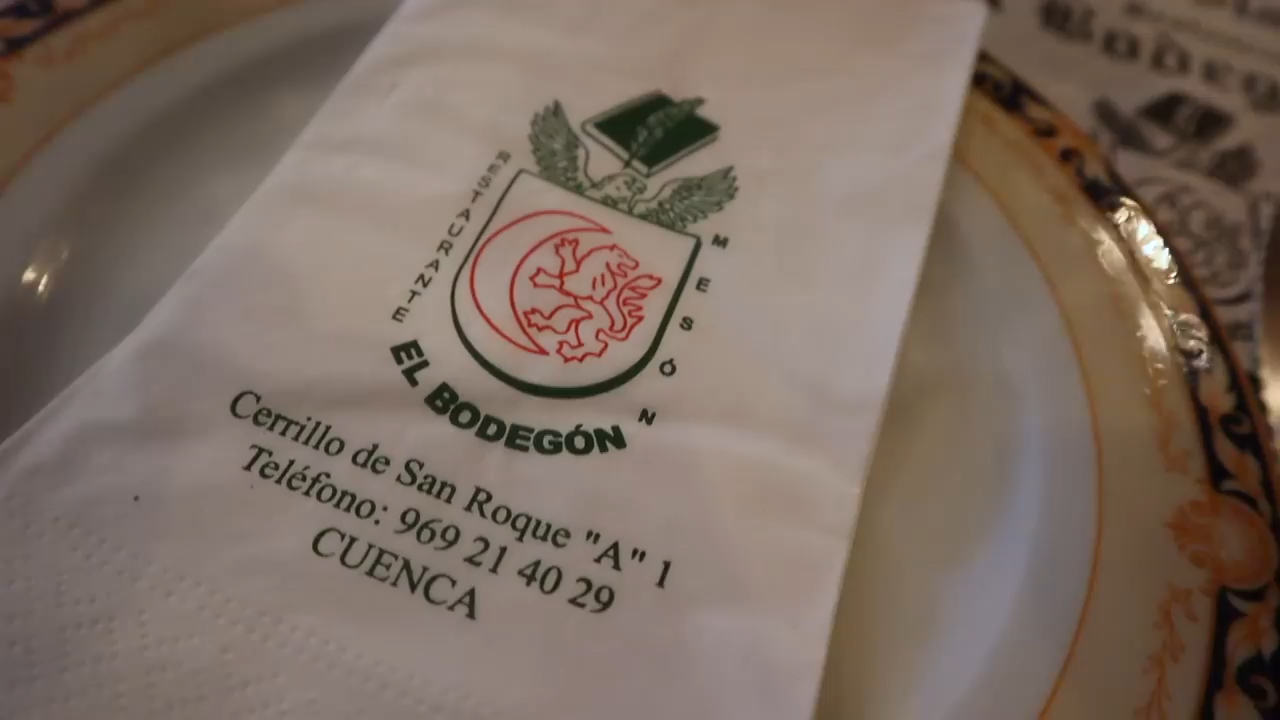 RESTAURANTE
MESÓN
EL BODEGÓN
Cerrillo de San Roque "A" 1
Teléfono: 969 21 40 29
CUENCA